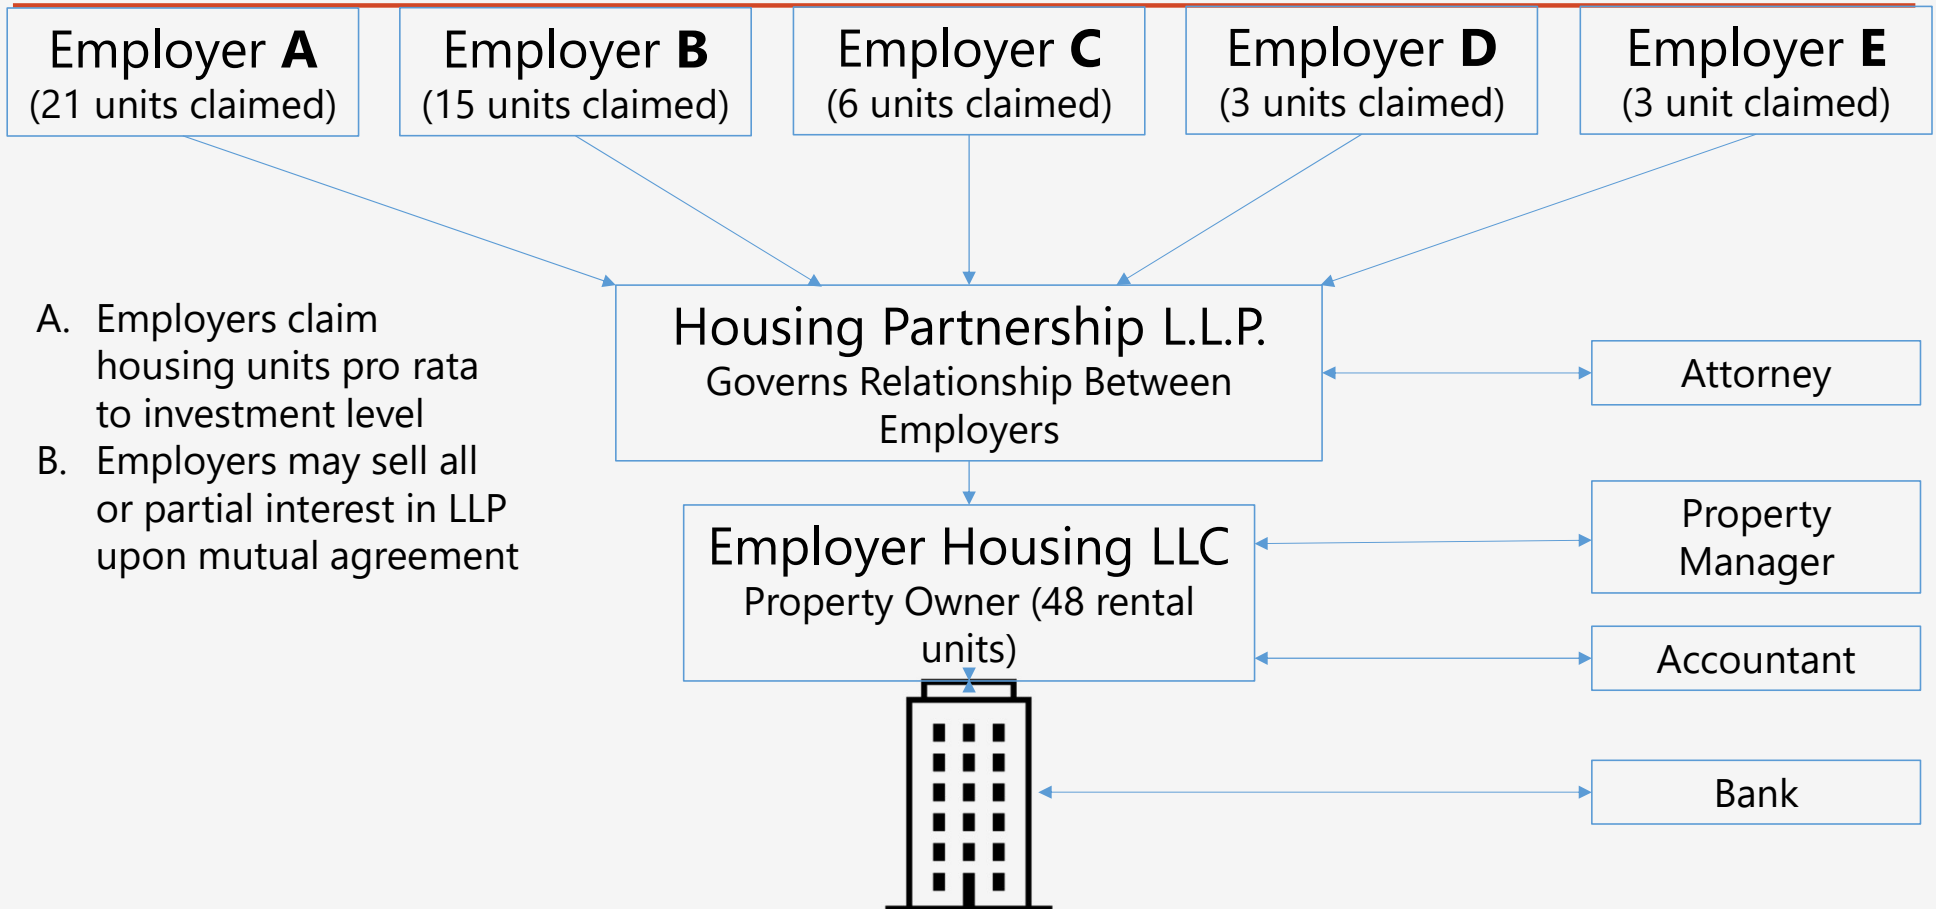 Employer A
(21 units claimed)
Employer B
(15 units claimed)
Employer C
(6 units claimed)
Employer D
(3 units claimed)
Employer E
(3 unit claimed)
A. Employers claim
housing units pro rata
to investment level
B. Employers may sell all
or partial interest in LLP
upon mutual agreement
Housing Partnership L.L.P.
Governs Relationship Between
Employers
Attorney
Employer Housing LLC
Property Owner (48 rental
units)
Property
Manager
Accountant
Bank